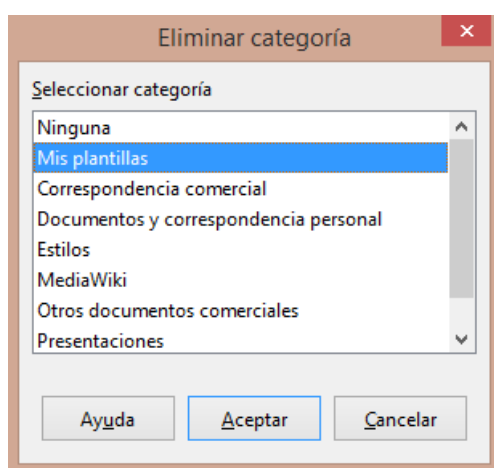 Eliminar categoría
Seleccionar categoría
Ninguna
Mis plantillas
Correspondencia comercial
Documentos y correspondencia personal
Estilos
MediaWiki
Otros documentos comerciales
Presentaciones
Ayuda Aceptar Cancelar